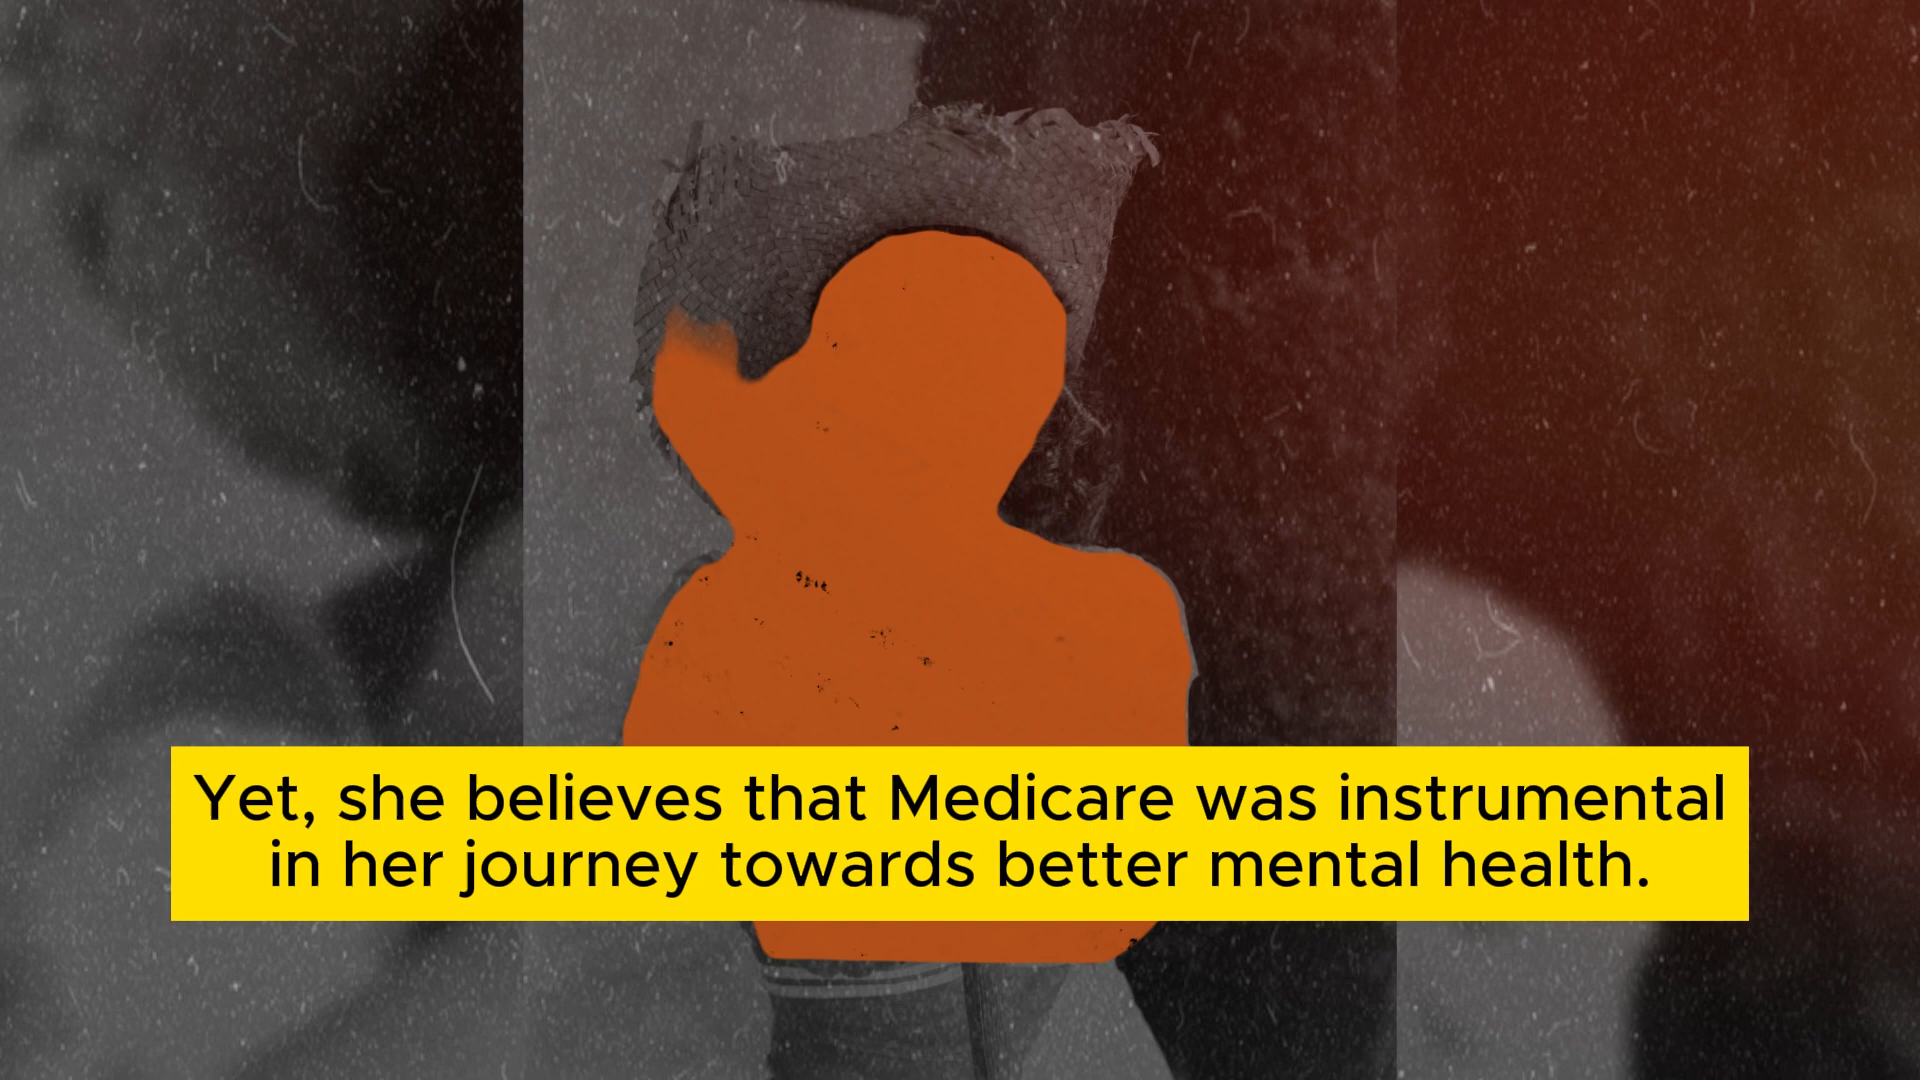 Yet, she believes that Medicare was instrumental
in her journey towards better mental health.